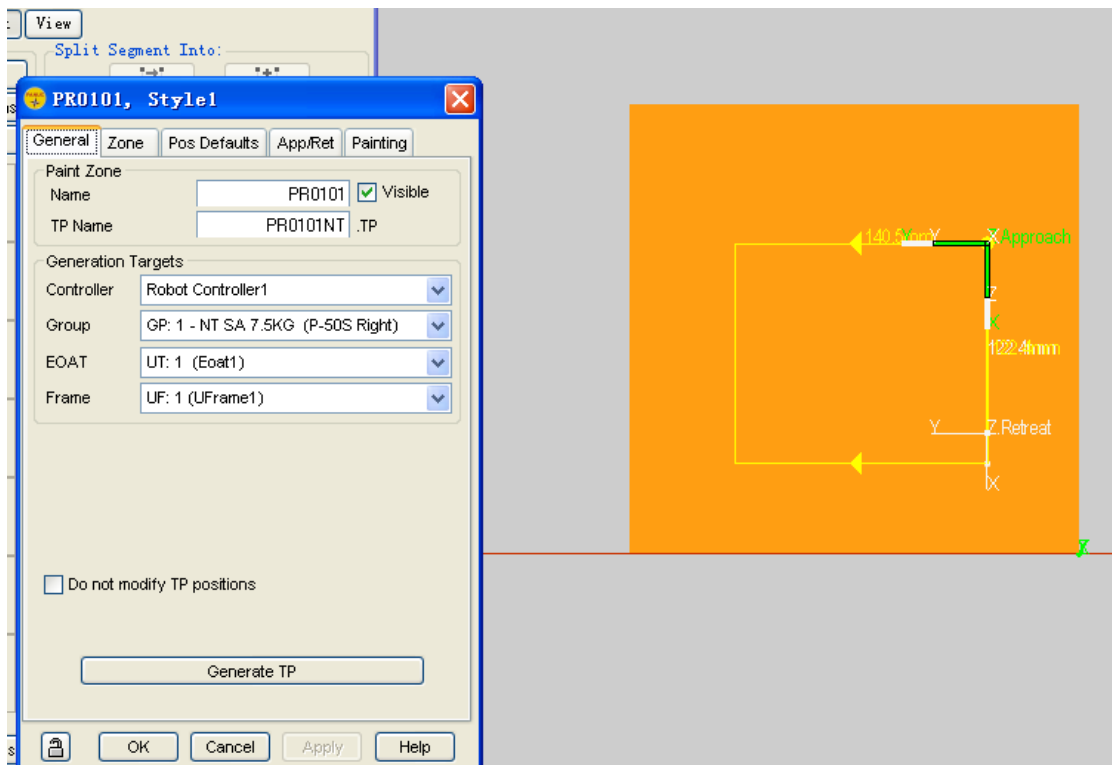 View
Split Segment Into:
PR0101, Style1
General Zone Pos Defaults App/Ret Painting
Paint Zone
Name PR0101 Visible
TP Name PR0101NT .TP
Generation Targets
Controller Robot Controller1
Group GP: 1 - NT SA 7.5KG (P-50S Right)
EOAT UT: 1 (Eoat1)
Frame UF: 1 (UFrame1)
Do not modify TP positions
Generate TP
OK Cancel Apply Help
Y X Approach
Z
X
Y Z.Retreat
X